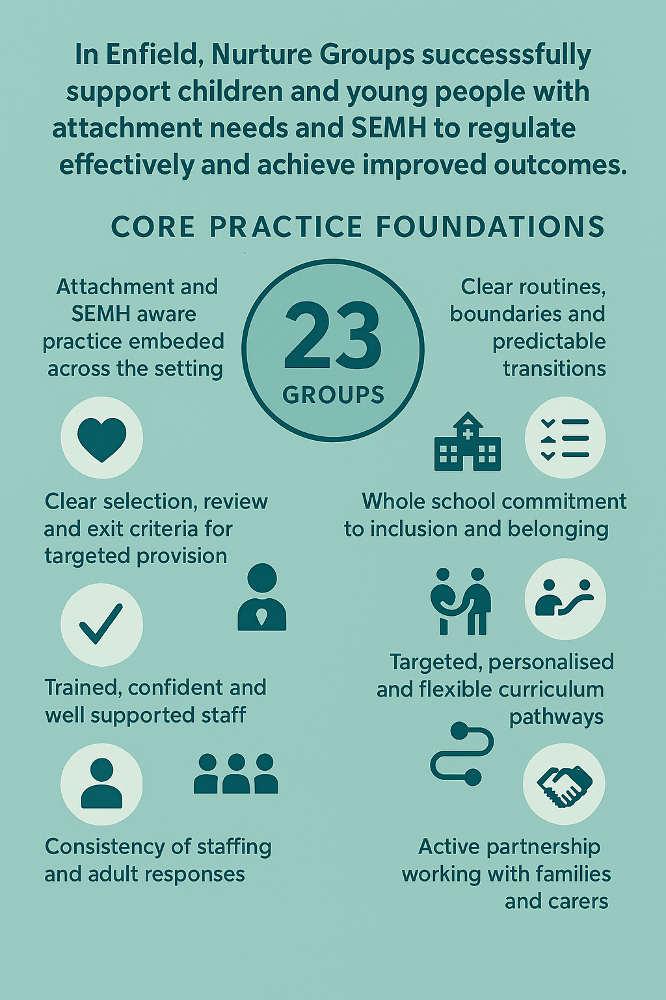 In Enfield, Nurture Groups successsfully
support children and young people with
attachment needs and SEMH to regulate
effectively and achieve improved outcomes.
CORE PRACTICE FOUNDATIONS
Attachment and
SEMH aware
practice embeded
across the setting
23
GROUPS
Clear routines,
boundaries and
predictable
transitions
Clear selection, review
and exit criteria for
targeted provision
Whole school commitment
to inclusion and belonging
Trained, confident and
well supported staff
Targeted, personalised
and flexible curriculum
pathways
Consistency of staffing
and adult responses
Active partnership
working with families
and carers